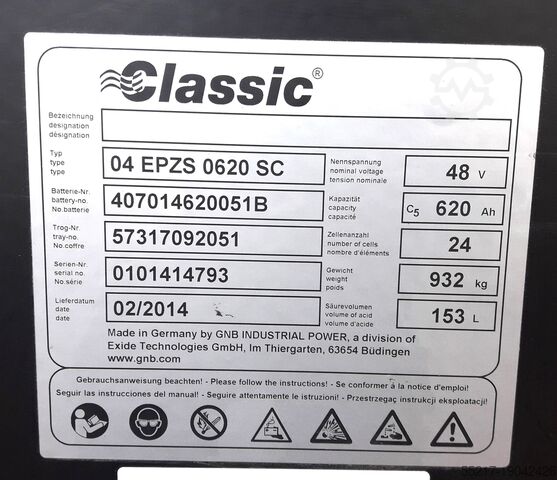 Classic®
Bezeichnung
designation
désignation
Typ
type
type
04 EPZS 0620 SC
Nennspannung
nominal voltage
tension nominale
48 V
Batterie-Nr.
battery-no.
No.batterie
407014620051B
Kapazität
capacity
capacité
C5 620 Ah
Trog-Nr.
tray-no.
No.coffre
57317092051
Zellenanzahl
number of cells
nombre d'éléments
24
Serien-Nr.
serial no.
No.série
0101414793
Gewicht
weight
poids
932 kg
Lieferdatum
date
date
02/2014
Säurevolumen
volume of acid
volume d'acide
153 L
Made in Germany by GNB INDUSTRIAL POWER, a division of
Exide Technologies GmbH, Im Thiergarten, 63654 Büdingen
www.gnb.com
Gebrauchsanweisung beachten! - Please follow the instructions! - Se conformer à la notice d'emploi!
Seguir las instrucciones del manual! - Seguire attentamente le istruzioni! - Przestrzegać instrukcji eksploatacji!